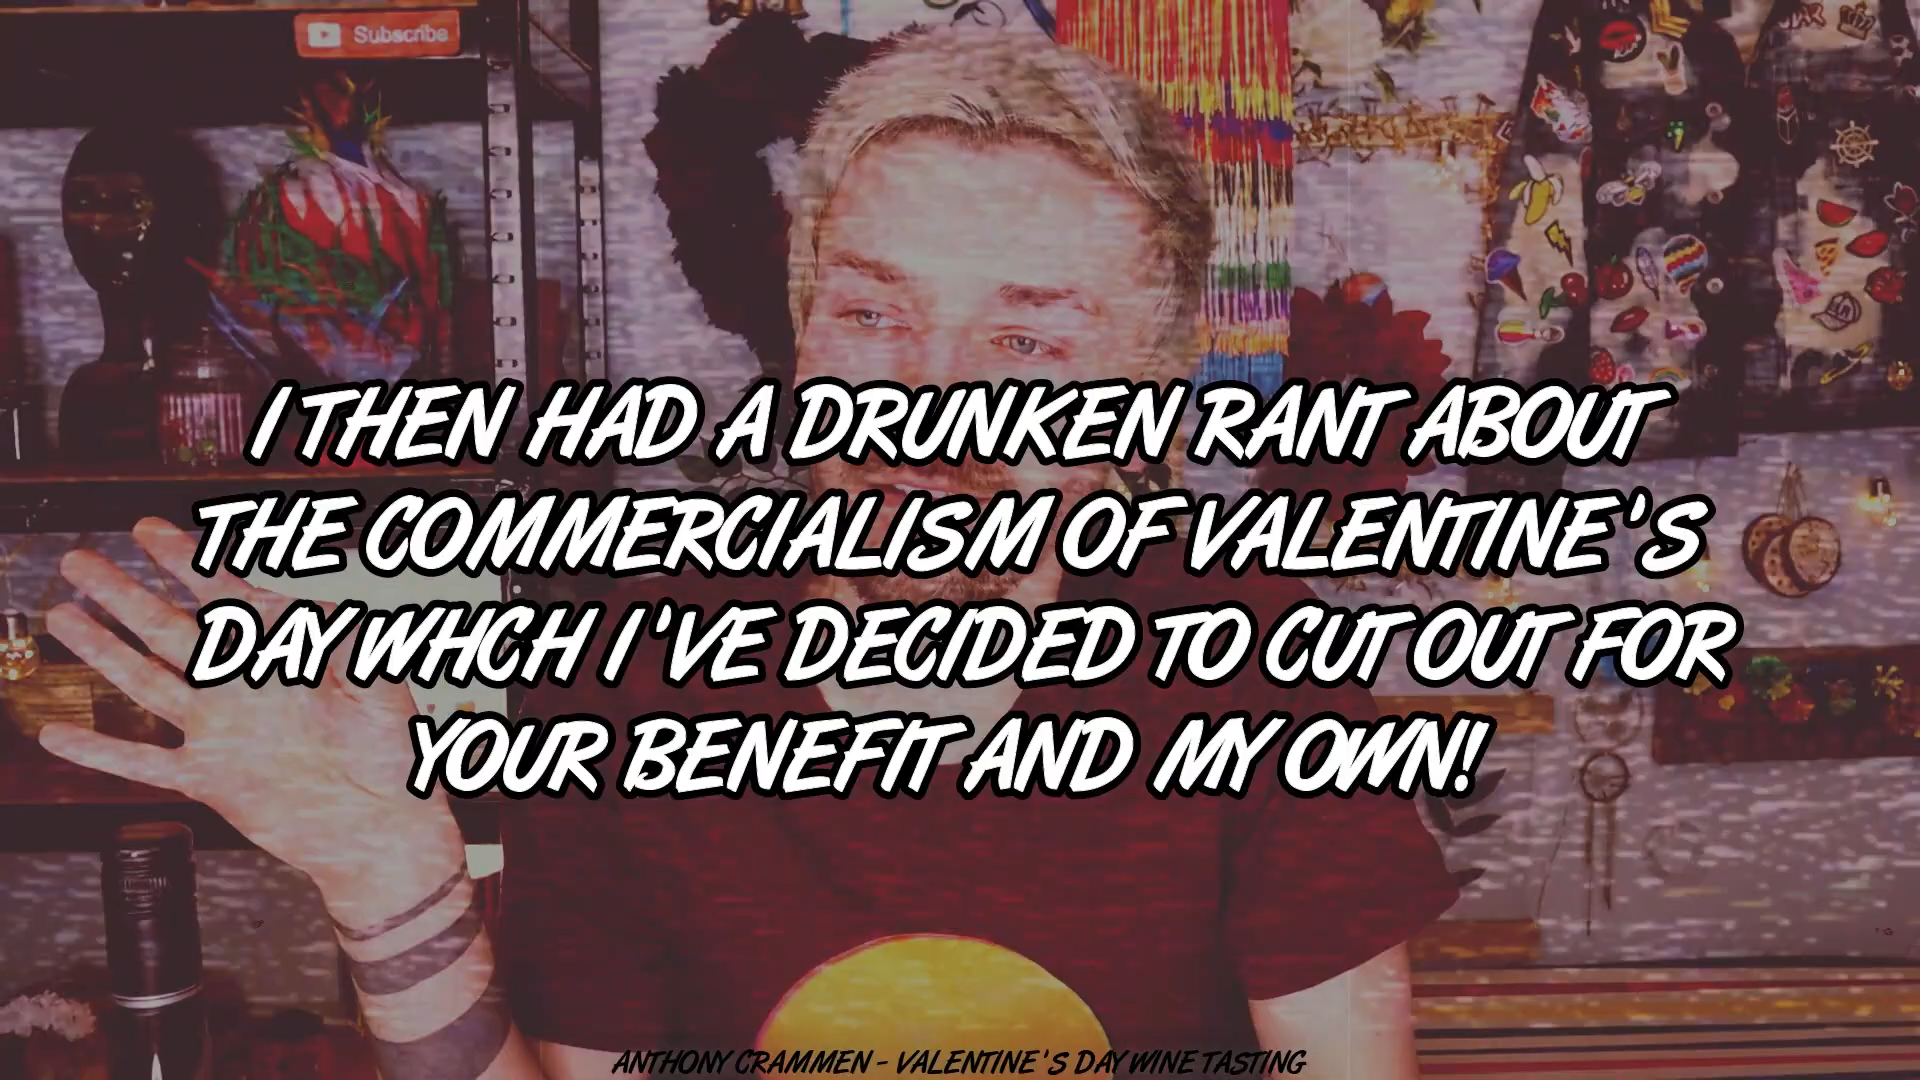 Subscribe
I THEN HAD A DRUNKEN RANT ABOUT
THE COMMERCIALISM OF VALENTINE'S
DAY WHCH I'VE DECIDED TO CUT OUT FOR
YOUR BENEFIT AND MY OWN!
ANTHONY CRAMMEN - VALENTINE'S DAY WINE TASTING